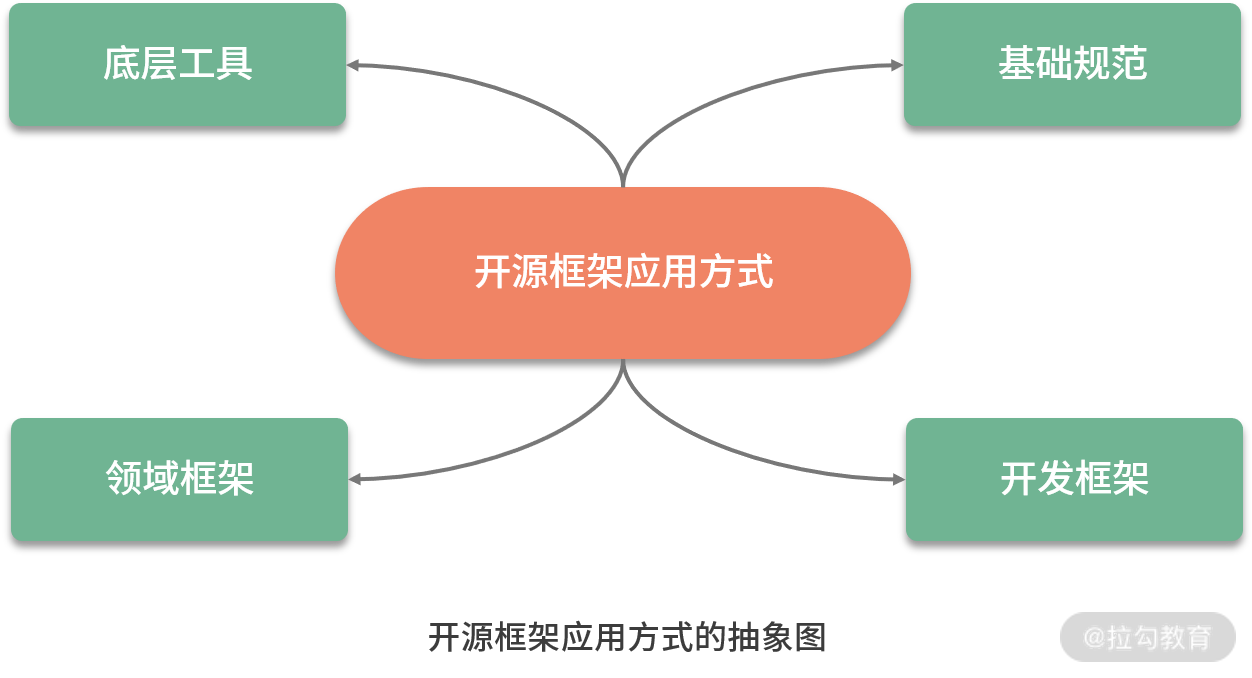 底层工具
基础规范
开源框架应用方式
领域框架
开发框架
开源框架应用方式的抽象图
@拉勾教育